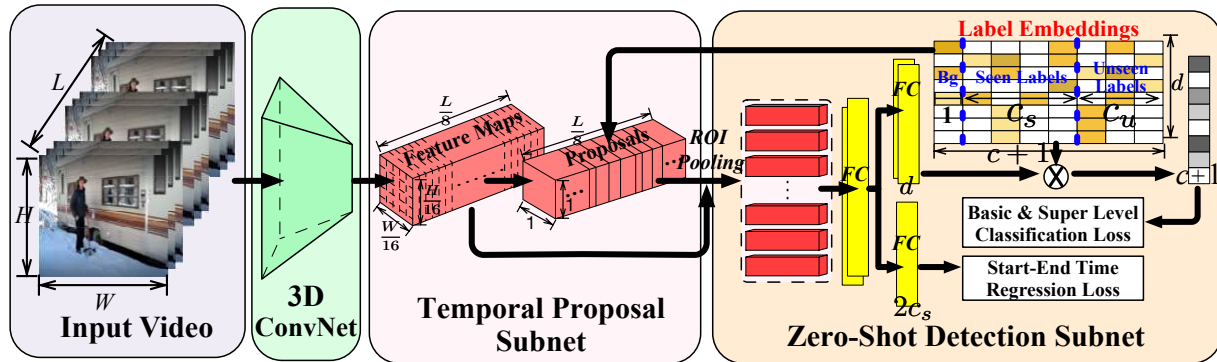 L
H
W
Input Video
3D
ConvNet
L/8
Feature Maps
H/16
W/16
L/8
Proposals
1
1
ROI
Pooling
Temporal Proposal
Subnet
FC
FC
d
FC
2c_s
Label Embeddings
Bg
Seen Labels
Unseen
Labels
1
C_s
C_u
d
c + 1
c + 1
Basic & Super Level
Classification Loss
Start-End Time
Regression Loss
Zero-Shot Detection Subnet